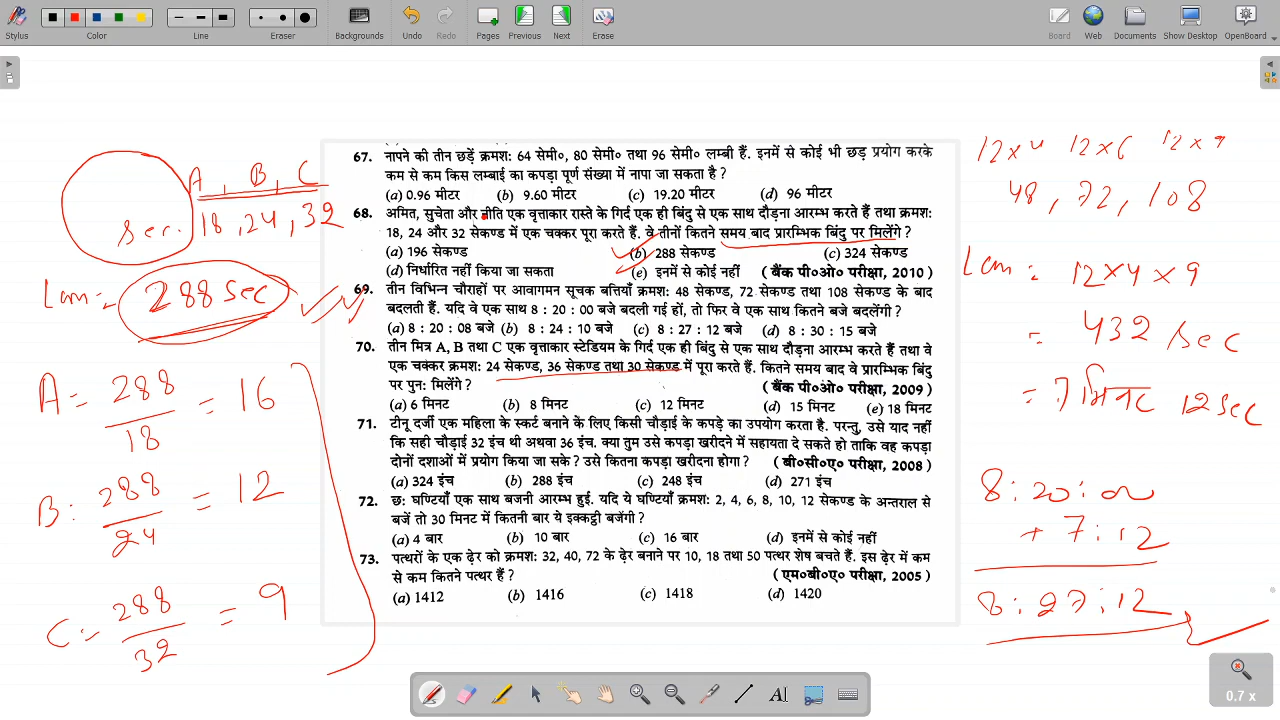 Stylus Color Line Eraser Backgrounds Undo Redo Pages Previous Next Erase Board Web Documents Show Desktop OpenBoard
67. नापने की तीन छड़ें क्रमश: 64 सेमी०, 80 सेमी० तथा 96 सेमी० लम्बी हैं. इनमें से कोई भी छड़ प्रयोग करके
कम से कम किस लम्बाई का कपड़ा पूर्ण संख्या में नापा जा सकता है ?
(a) 0.96 मीटर (b) 9.60 मीटर (c) 19.20 मीटर (d) 96 मीटर
68. अमित, सुचेता और नीति एक वृत्ताकार रास्ते के गिर्द एक ही बिंदु से एक साथ दौड़ना आरम्भ करते हैं तथा क्रमश:
18, 24 और 32 सेकण्ड में एक चक्कर पूरा करते हैं. वे तीनों कितने समय बाद प्रारम्भिक बिंदु पर मिलेंगे ?
(a) 196 सेकण्ड (b) 288 सेकण्ड (c) 324 सेकण्ड
(d) निर्धारित नहीं किया जा सकता (e) इनमें से कोई नहीं (बैंक पी०ओ० परीक्षा, 2010)
69. तीन विभिन्न चौराहों पर आवागमन सूचक बत्तियाँ क्रमश: 48 सेकण्ड, 72 सेकण्ड तथा 108 सेकण्ड के बाद
बदलती हैं. यदि वे एक साथ 8 : 20 : 00 बजे बदली गई हों, तो फिर वे एक साथ कितने बजे बदलेंगी ?
(a) 8 : 20 : 08 बजे (b) 8 : 24 : 10 बजे (c) 8 : 27 : 12 बजे (d) 8 : 30 : 15 बजे
70. तीन मित्र A, B तथा C एक वृत्ताकार स्टेडियम के गिर्द एक ही बिंदु से एक साथ दौड़ना आरम्भ करते हैं तथा वे
एक चक्कर क्रमश: 24 सेकण्ड, 36 सेकण्ड तथा 30 सेकण्ड में पूरा करते हैं. कितने समय बाद वे प्रारम्भिक बिंदु
पर पुन: मिलेंगे ? (बैंक पी०ओ० परीक्षा, 2009)
(a) 6 मिनट (b) 8 मिनट (c) 12 मिनट (d) 15 मिनट (e) 18 मिनट
71. टीनू दर्जी एक महिला के स्कर्ट बनाने के लिए किसी चौड़ाई के कपड़े का उपयोग करता है. परन्तु, उसे याद नहीं
कि सही चौड़ाई 32 इंच थी अथवा 36 इंच. क्या तुम उसे कपड़ा खरीदने में सहायता दे सकते हो ताकि वह कपड़ा
दोनों दशाओं में प्रयोग किया जा सके ? उसे कितना कपड़ा खरीदना होगा ? (बी०सी०ए० परीक्षा, 2008)
(a) 324 इंच (b) 288 इंच (c) 248 इंच (d) 271 इंच
72. छ: घण्टियाँ एक साथ बजनी आरम्भ हुई. यदि ये घण्टियाँ क्रमश: 2, 4, 6, 8, 10, 12 सेकण्ड के अन्तराल से
बजें तो 30 मिनट में कितनी बार ये इक्कट्ठी बजेंगी ?
(a) 4 बार (b) 10 बार (c) 16 बार (d) इनमें से कोई नहीं
73. पत्थरों के एक ढ़ेर को क्रमश: 32, 40, 72 के ढ़ेर बनाने पर 10, 18 तथा 50 पत्थर शेष बचते हैं. इस ढ़ेर में कम
से कम कितने पत्थर हैं ? (एम०बी०ए० परीक्षा, 2005)
(a) 1412 (b) 1416 (c) 1418 (d) 1420
A, B, C
Sec. 18, 24, 32
Lcm = 288 Sec
A = 288/18 = 16
B: 288/24 = 12
C = 288/32 = 9
12×4 12×6 12×9
48, 72, 108
Lcm = 12×4×9
= 432 /sec
= 7 मिनट 12 sec
8:20:00
+ 7:12
8:27:12
0.7 x